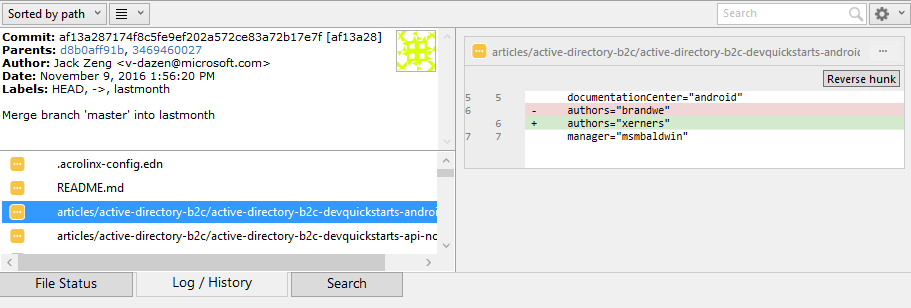 Sorted by path
Search
Commit: af13a287174f8c5fe9ef202a572ce83a72b17e7f [af13a28]
Parents: d8b0aff91b, 3469460027
Author: Jack Zeng <v-dazen@microsoft.com>
Date: November 9, 2016 1:56:20 PM
Labels: HEAD, ->, lastmonth
Merge branch 'master' into lastmonth
.acrolinx-config.edn
README.md
articles/active-directory-b2c/active-directory-b2c-devquickstarts-androi
articles/active-directory-b2c/active-directory-b2c-devquickstarts-api-nc
articles/active-directory-b2c/active-directory-b2c-devquickstarts-android
Reverse hunk
5 5 documentationCenter="android"
6 - authors="brandwe"
6 + authors="xerners"
7 7 manager="msmbaldwin"
File Status
Log / History
Search